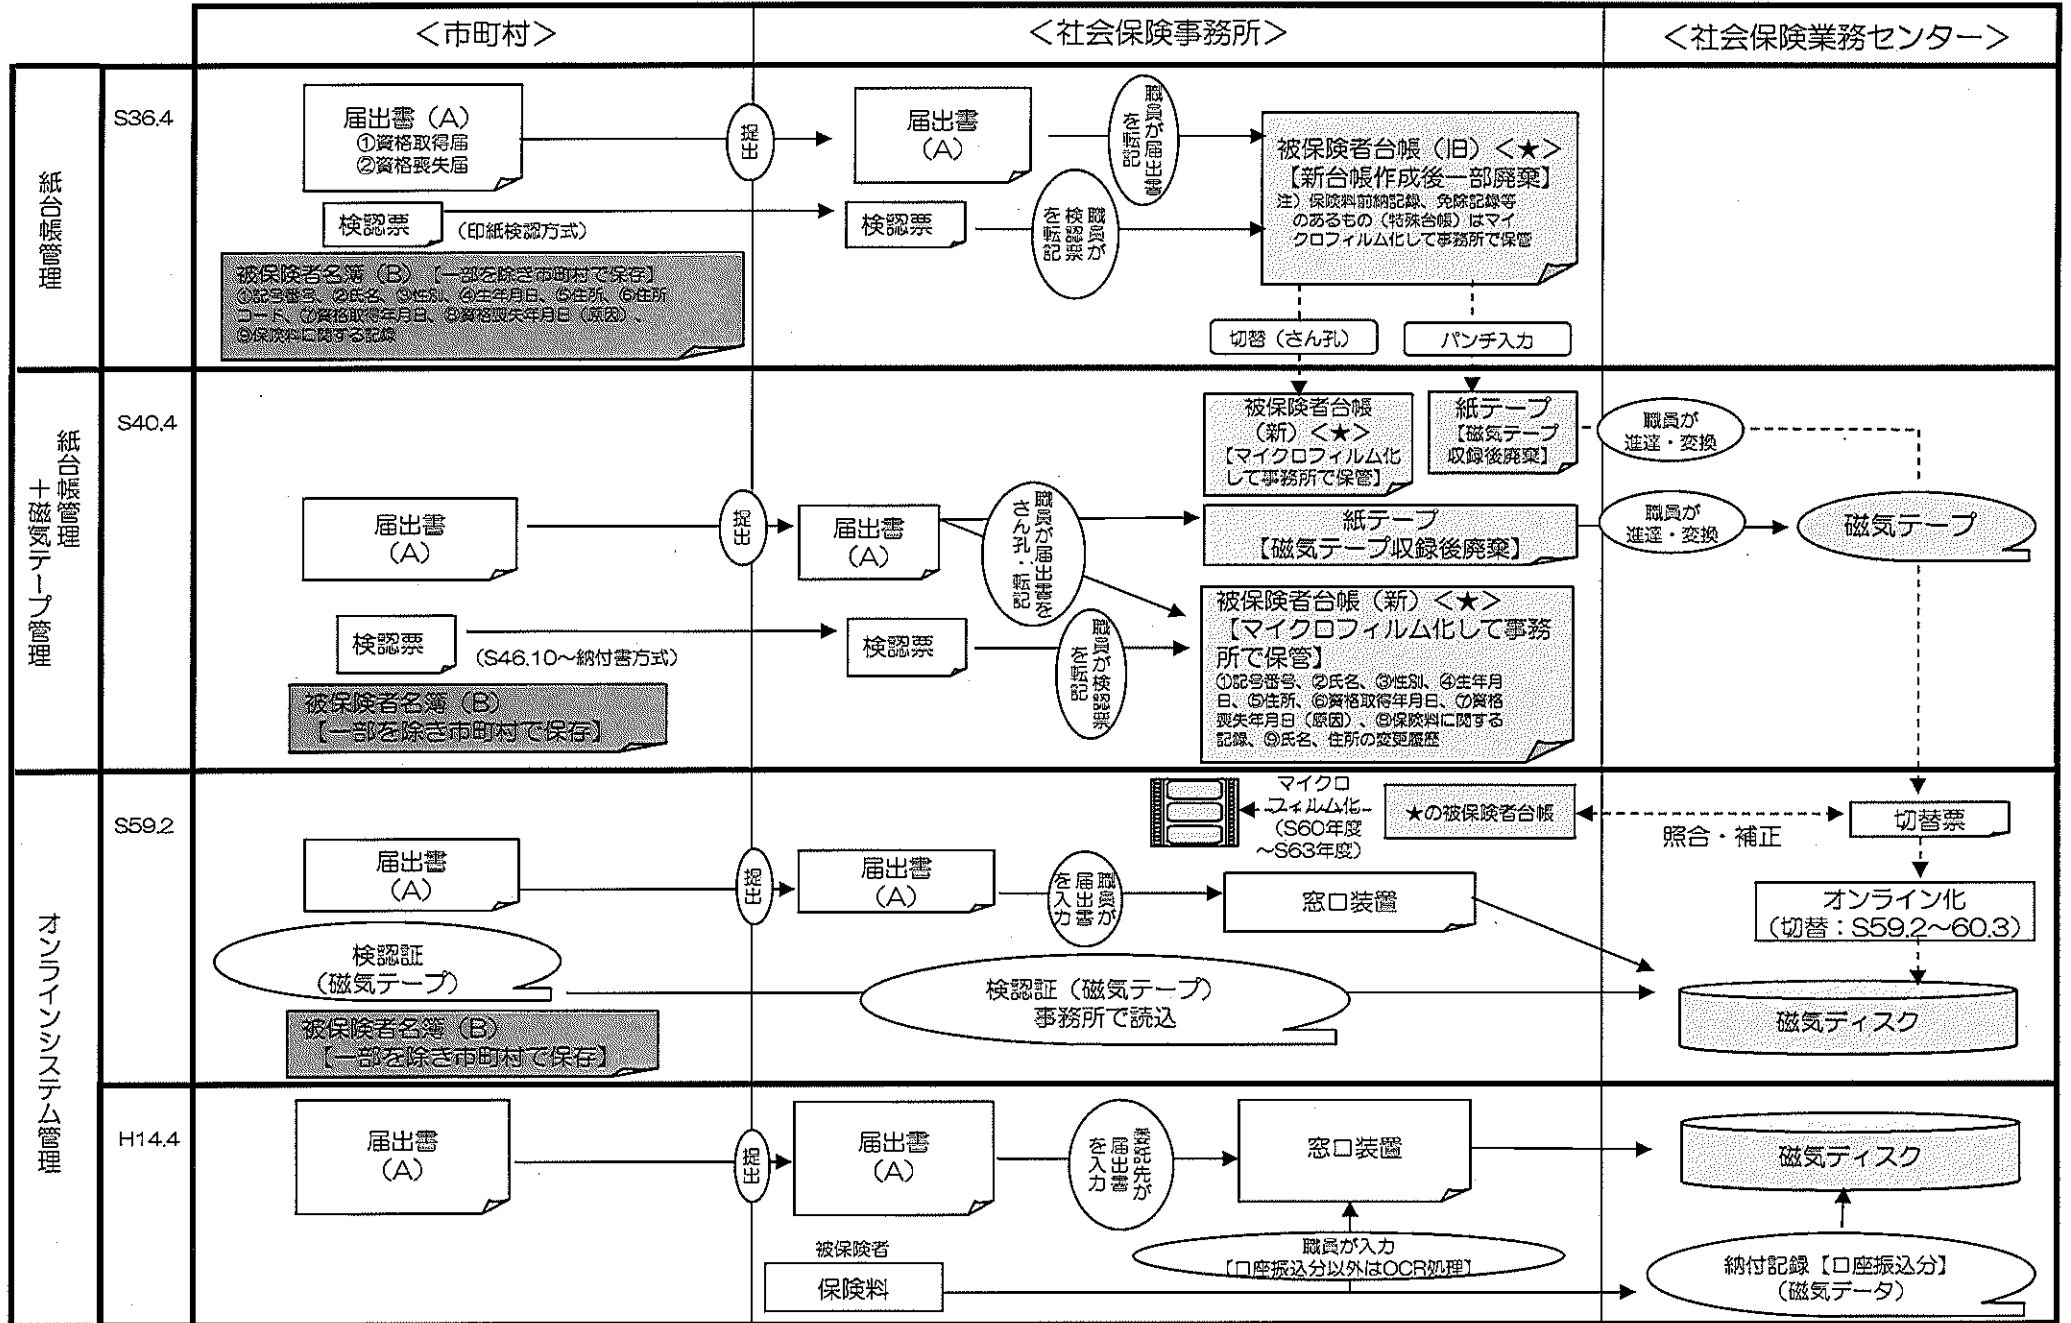 ＜市町村＞
＜社会保険事務所＞
＜社会保険業務センター＞
紙台帳管理
S36.4
届出書（A）
①資格取得届
②資格喪失届
提出
届出書
（A）
職員が届出書
を転記
被保険者台帳（旧）＜★＞
【新台帳作成後一部廃棄】
注）保険料前納記録、免除記録等
のあるもの（特殊台帳）はマイ
クロフィルム化して事務所で保管
検認票
（印紙検認方式）
検認票
職員が
検認票
を転記
被保険者名簿（B）【一部を除き市町村で保存】
①記号番号、②氏名、③性別、④生年月日、⑤住所、⑥住所
コード、⑦資格取得年月日、⑧資格喪失年月日（原因）、
⑨保険料に関する記録
切替（さん孔）
パンチ入力
紙台帳管理
＋磁気テープ管理
S40.4
被保険者台帳
（新）＜★＞
【マイクロフィルム化
して事務所で保管】
紙テープ
【磁気テープ
収録後廃棄】
職員が
進達・変換
届出書
（A）
提出
届出書
（A）
職員が届出書を
さん孔・転記
紙テープ
【磁気テープ収録後廃棄】
職員が
進達・変換
磁気テープ
検認票
（S46.10～納付書方式）
検認票
職員が検認票
を転記
被保険者台帳（新）＜★＞
【マイクロフィルム化して事務
所で保管】
①記号番号、②氏名、③性別、④生年月
日、⑤住所、⑥資格取得年月日、⑦資格
喪失年月日（原因）、⑧保険料に関する
記録、⑨氏名、住所の変更履歴
被保険者名簿（B）
【一部を除き市町村で保存】
オンラインシステム管理
S59.2
マイクロ
フィルム化
（S60年度
～S63年度）
★の被保険者台帳
照合・補正
切替票
届出書
（A）
提出
届出書
（A）
職員が
届出書
を入力
窓口装置
オンライン化
（切替：S59.2～60.3）
検認証
（磁気テープ）
検認証（磁気テープ）
事務所で読込
磁気ディスク
被保険者名簿（B）
【一部を除き市町村で保存】
H14.4
届出書
（A）
提出
届出書
（A）
委託先が
届出書
を入力
窓口装置
磁気ディスク
被保険者
保険料
職員が入力
【口座振込分以外はOCR処理】
納付記録【口座振込分】
（磁気データ）